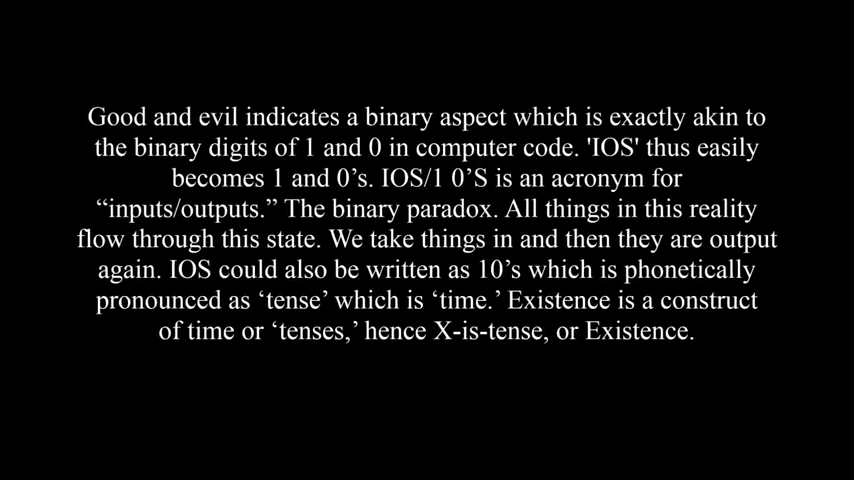 Good and evil indicates a binary aspect which is exactly akin to
the binary digits of 1 and 0 in computer code. 'IOS' thus easily
becomes 1 and 0’s. IOS/1 0’S is an acronym for
“inputs/outputs.” The binary paradox. All things in this reality
flow through this state. We take things in and then they are output
again. IOS could also be written as 10’s which is phonetically
pronounced as ‘tense’ which is ‘time.’ Existence is a construct
of time or ‘tenses,’ hence X-is-tense, or Existence.